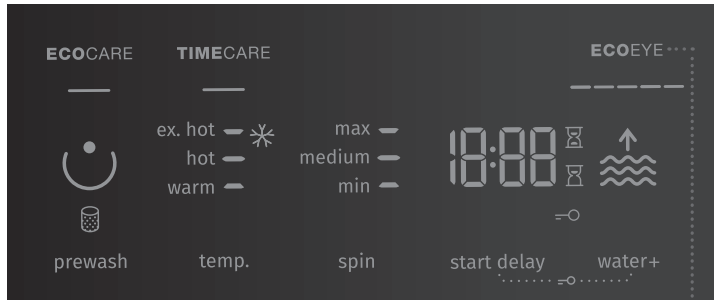 ECOCARE TIMECARE ECOEYE
ex. hot max 18:88
hot medium
warm min
prewash temp. spin start delay water+